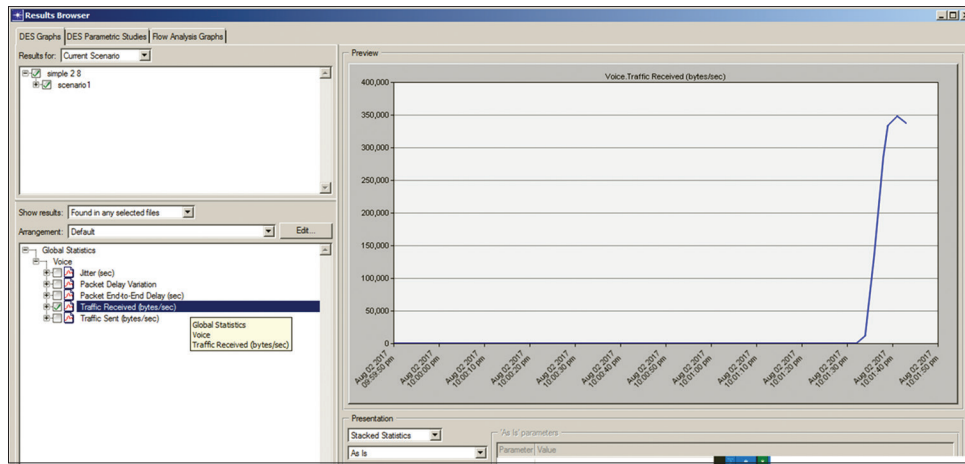 Results Browser
DES Graphs DES Parametric Studies Flow Analysis Graphs
Results for: Current Scenario
simple 2 8
scenario1
Show results: Found in any selected files
Arrangement: Default Edit...
Global Statistics
Voice
Jitter (sec)
Packet Delay Variation
Packet End-to-End Delay (sec)
Traffic Received (bytes/sec)
Traffic Sent (bytes/sec)
Global Statistics
Voice
Traffic Received (bytes/sec)
Preview
Voice.Traffic Received (bytes/sec)
400,000
350,000
300,000
250,000
200,000
150,000
100,000
50,000
0
Aug 02 2017 09:59:50 pm
Aug 02 2017 10:00:00 pm
Aug 02 2017 10:00:10 pm
Aug 02 2017 10:00:20 pm
Aug 02 2017 10:00:30 pm
Aug 02 2017 10:00:40 pm
Aug 02 2017 10:00:50 pm
Aug 02 2017 10:01:00 pm
Aug 02 2017 10:01:10 pm
Aug 02 2017 10:01:20 pm
Aug 02 2017 10:01:30 pm
Aug 02 2017 10:01:40 pm
Aug 02 2017 10:01:50 pm
Presentation
Stacked Statistics
As Is
'As Is' parameters
Parameter Value